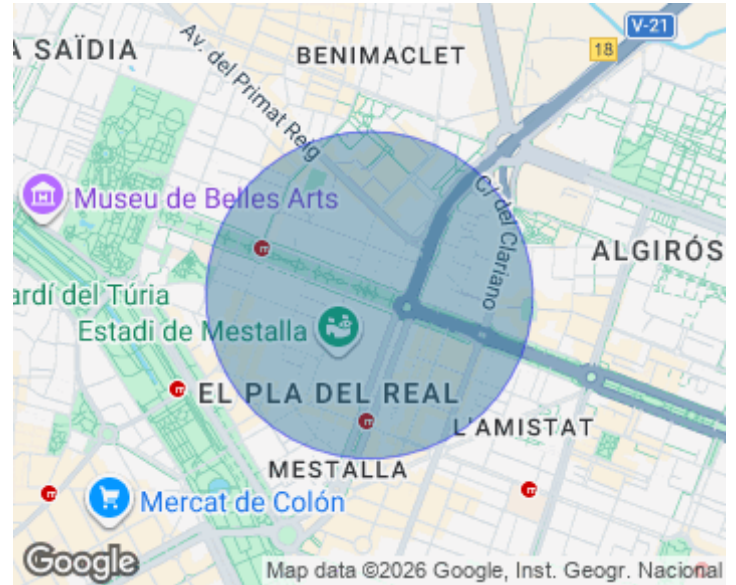 V-21
18
A SAÏDIA
BENIMACLET
Av. del Primat Reig
Museu de Belles Arts
C/ del Clariano
ALGIRÓS
ardí del Túria
Estadi de Mestalla
EL PLA DEL REAL
L'AMISTAT
MESTALLA
Mercat de Colón
Google
Map data ©2026 Google, Inst. Geogr. Nacional